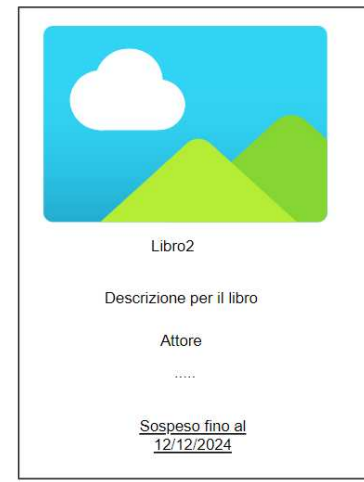 Libro2
Descrizione per il libro
Attore
.....
Sospeso fino al
12/12/2024